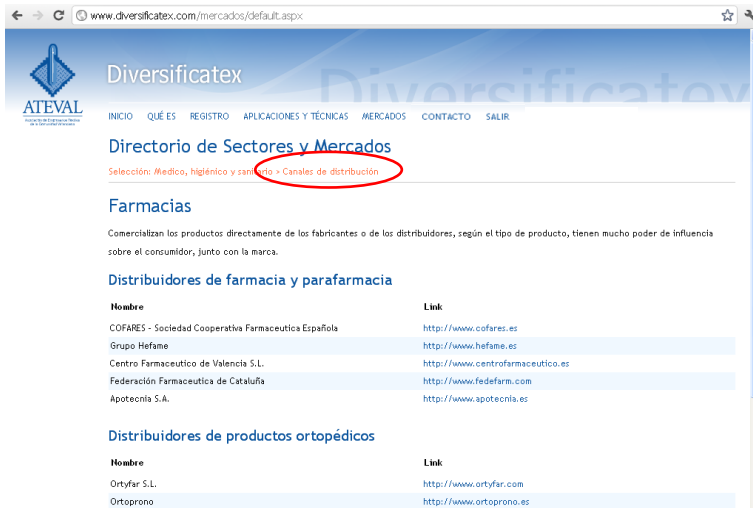 www.diversificatex.com/mercados/default.aspx
Diversificatex
Diversificatex
ATEVAL
INICIO QUÉ ES REGISTRO APLICACIONES Y TÉCNICAS MERCADOS CONTACTO SALIR
Directorio de Sectores y Mercados
Selección: Medico, higiénico y sanitario > Canales de distribución
Farmacias
Comercializan los productos directamente de los fabricantes o de los distribuidores, según el tipo de producto, tienen mucho poder de influencia
sobre el consumidor, junto con la marca.
Distribuidores de farmacia y parafarmacia
Nombre Link
COFARES - Sociedad Cooperativa Farmaceutica Española http://www.cofares.es
Grupo Hefame http://www.hefame.es
Centro Farmaceutico de Valencia S.L. http://www.centrofarmaceutico.es
Federación Farmaceutica de Cataluña http://www.fedefarm.com
Apotecnía S.A. http://www.apotecnia.es
Distribuidores de productos ortopédicos
Nombre Link
Ortyfar S.L. http://www.ortyfar.com
Ortoprono http://www.ortoprono.es